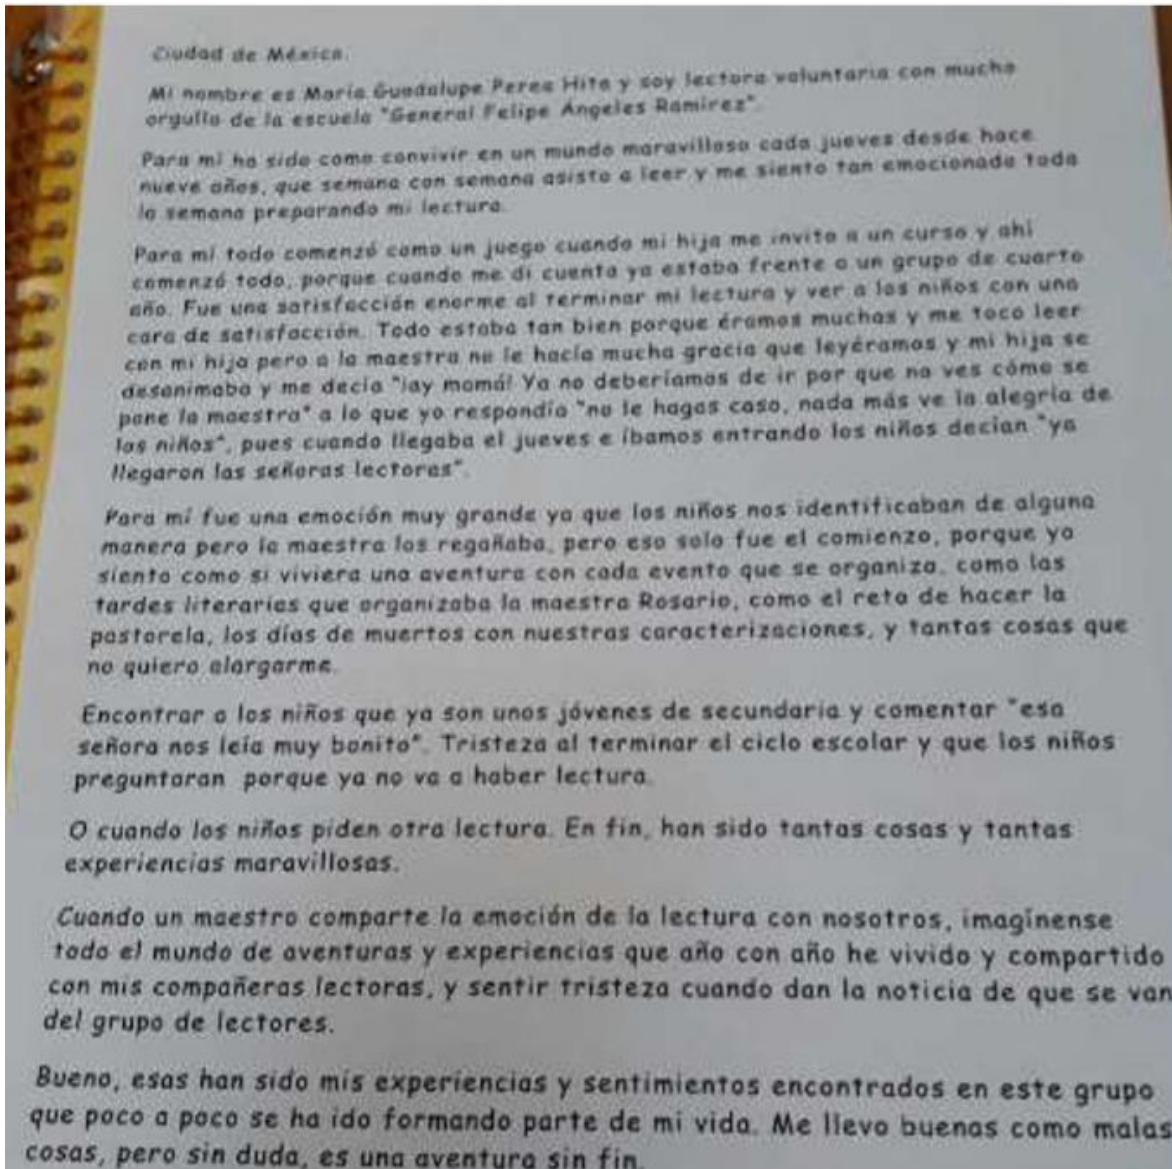 Ciudad de México.
Mi nombre es María Guadalupe Perea Hita y soy lectora voluntaria con mucho
orgullo de la escuela "General Felipe Ángeles Ramírez".
Para mi ha sido como convivir en un mundo maravilloso cada jueves desde hace
nueve años, que semana con semana asisto a leer y me siento tan emocionada toda
la semana preparando mi lectura.
Para mí todo comenzó como un juego cuando mi hija me invito a un curso y ahí
comenzó todo, porque cuando me di cuenta ya estaba frente a un grupo de cuarto
año. Fue una satisfacción enorme al terminar mi lectura y ver a los niños con una
cara de satisfacción. Todo estaba tan bien porque éramos muchas y me toco leer
con mi hija pero a la maestra no le hacía mucha gracia que leyéramos y mi hija se
desanimaba y me decía "¡ay mamá! Ya no deberíamos de ir por que no ves cómo se
pone la maestra" a lo que yo respondía "no le hagas caso, nada más ve la alegría de
los niños", pues cuando llegaba el jueves e íbamos entrando los niños decían "ya
llegaron las señoras lectoras".
Para mí fue una emoción muy grande ya que los niños nos identificaban de alguna
manera pero la maestra los regañaba, pero eso solo fue el comienzo, porque yo
siento como si viviera una aventura con cada evento que se organiza, como las
tardes literarias que organizaba la maestra Rosario, como el reto de hacer la
pastorela, los días de muertos con nuestras caracterizaciones, y tantas cosas que
no quiero alargarme.
Encontrar a los niños que ya son unos jóvenes de secundaria y comentar "esa
señora nos leía muy bonito". Tristeza al terminar el ciclo escolar y que los niños
preguntaran porque ya no va a haber lectura.
O cuando los niños piden otra lectura. En fin, han sido tantas cosas y tantas
experiencias maravillosas.
Cuando un maestro comparte la emoción de la lectura con nosotros, imagínense
todo el mundo de aventuras y experiencias que año con año he vivido y compartido
con mis compañeras lectoras, y sentir tristeza cuando dan la noticia de que se van
del grupo de lectores.
Bueno, esas han sido mis experiencias y sentimientos encontrados en este grupo
que poco a poco se ha ido formando parte de mi vida. Me llevo buenas como malas
cosas, pero sin duda, es una aventura sin fin.